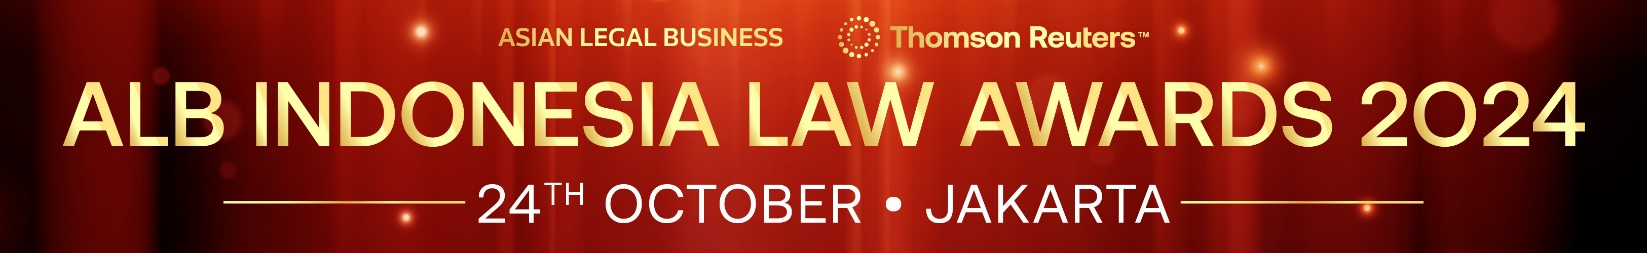 ASIAN LEGAL BUSINESS Thomson Reuters™
ALB INDONESIA LAW AWARDS 2024
24TH OCTOBER • JAKARTA